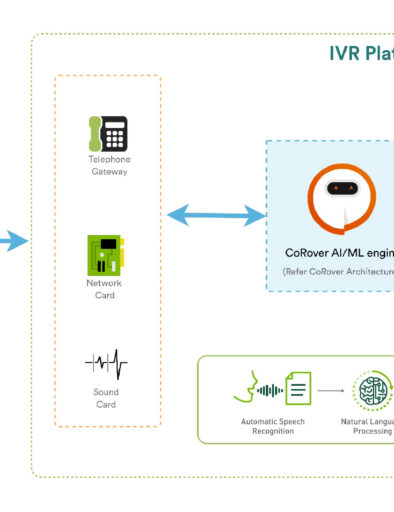 IVR Plat
Telephone
Gateway
Network
Card
Sound
Card
CoRover AI/ML engin
(Refer CoRover Architecture
Automatic Speech
Recognition
Natural Langua
Processing